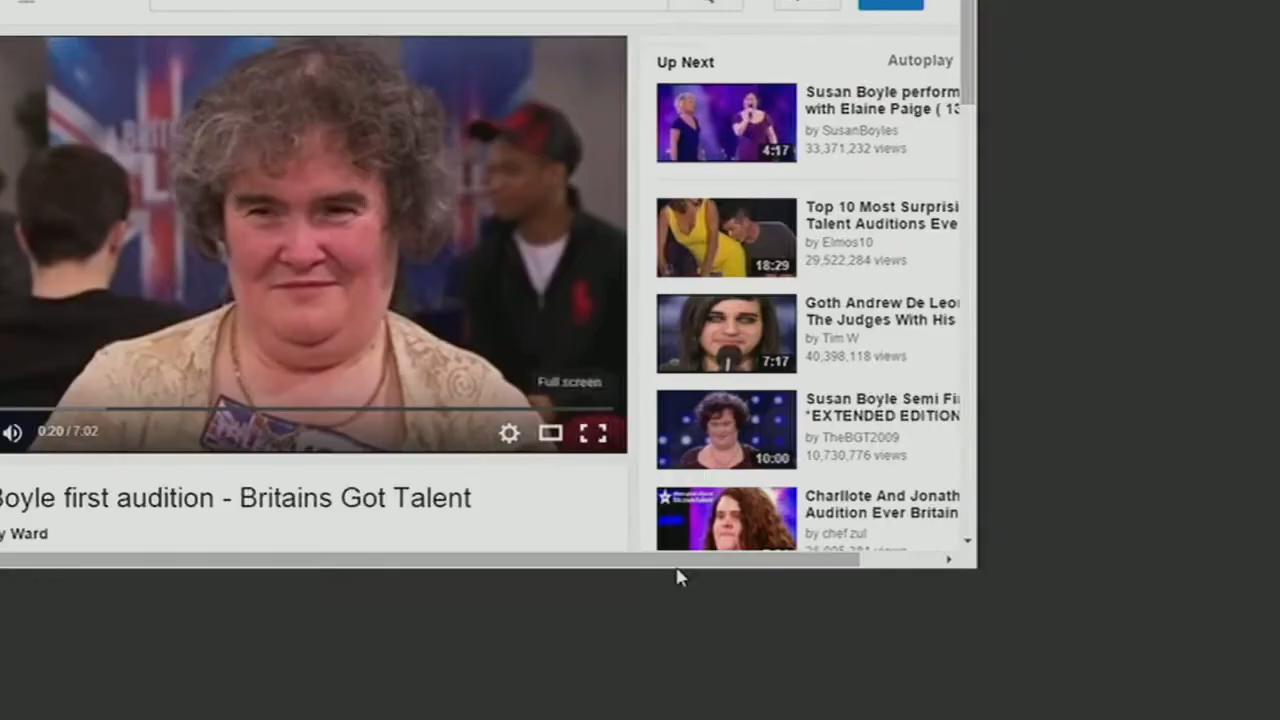 Up Next
Autoplay
Susan Boyle perform
with Elaine Paige ( 13
by SusanBoyles
33,371,232 views
4:17
Top 10 Most Surprisi
Talent Auditions Eve
by Elmos10
29,522,284 views
18:29
Goth Andrew De Leo
The Judges With His
by Tim W
40,398,118 views
7:17
Susan Boyle Semi Fi
*EXTENDED EDITION
by TheBGT2009
10,730,776 views
10:00
Charllote And Jonath
Audition Ever Britain
by chef zul
Full screen
0:20 / 7:02
Boyle first audition - Britains Got Talent
y Ward